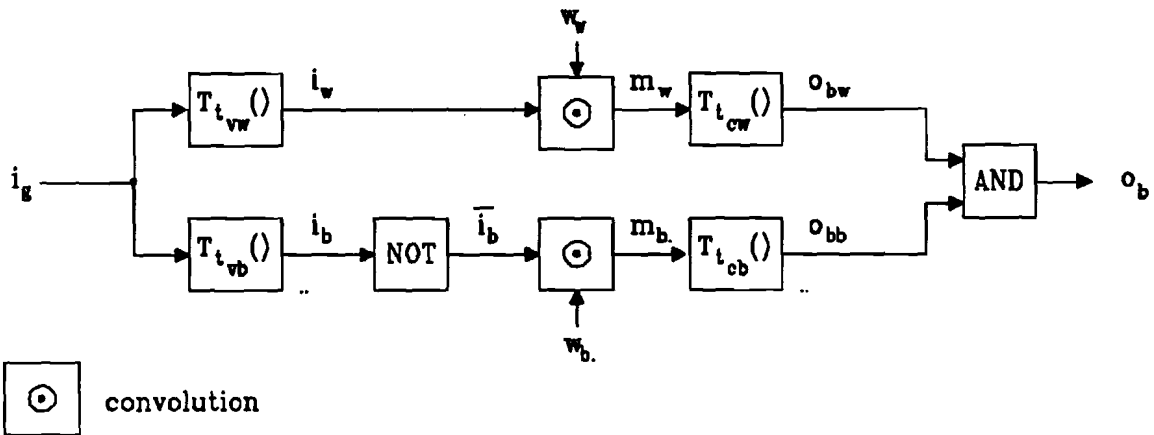 w_w
T_t_vw() i_w m_w T_t_cw() o_bw
i_g AND o_b
T_t_vb() i_b NOT i_b̅ m_b. T_t_cb() o_bb
w_b.
convolution